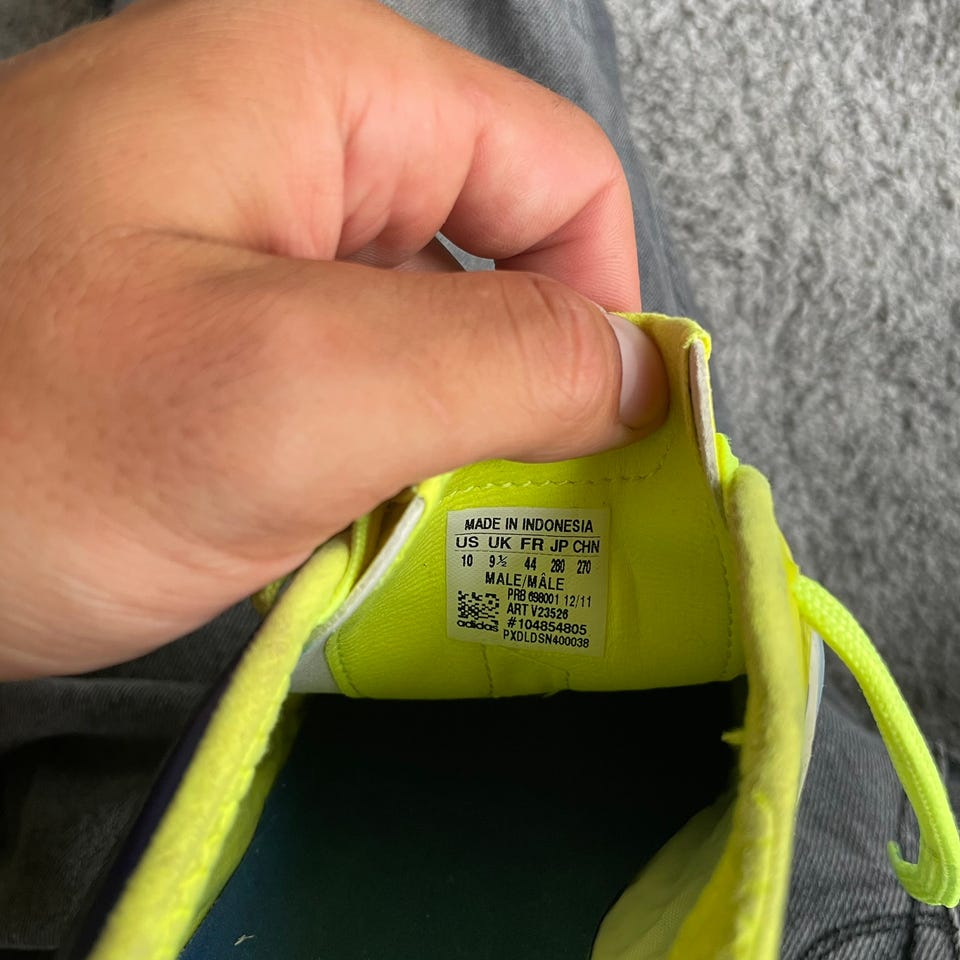 MADE IN INDONESIA
US UK FR JP CHN
10 9½ 44 280 270
MALE/MÂLE
PRB 698001 12/11
ART V23526
adidas #104854805
PXDLDSN400038